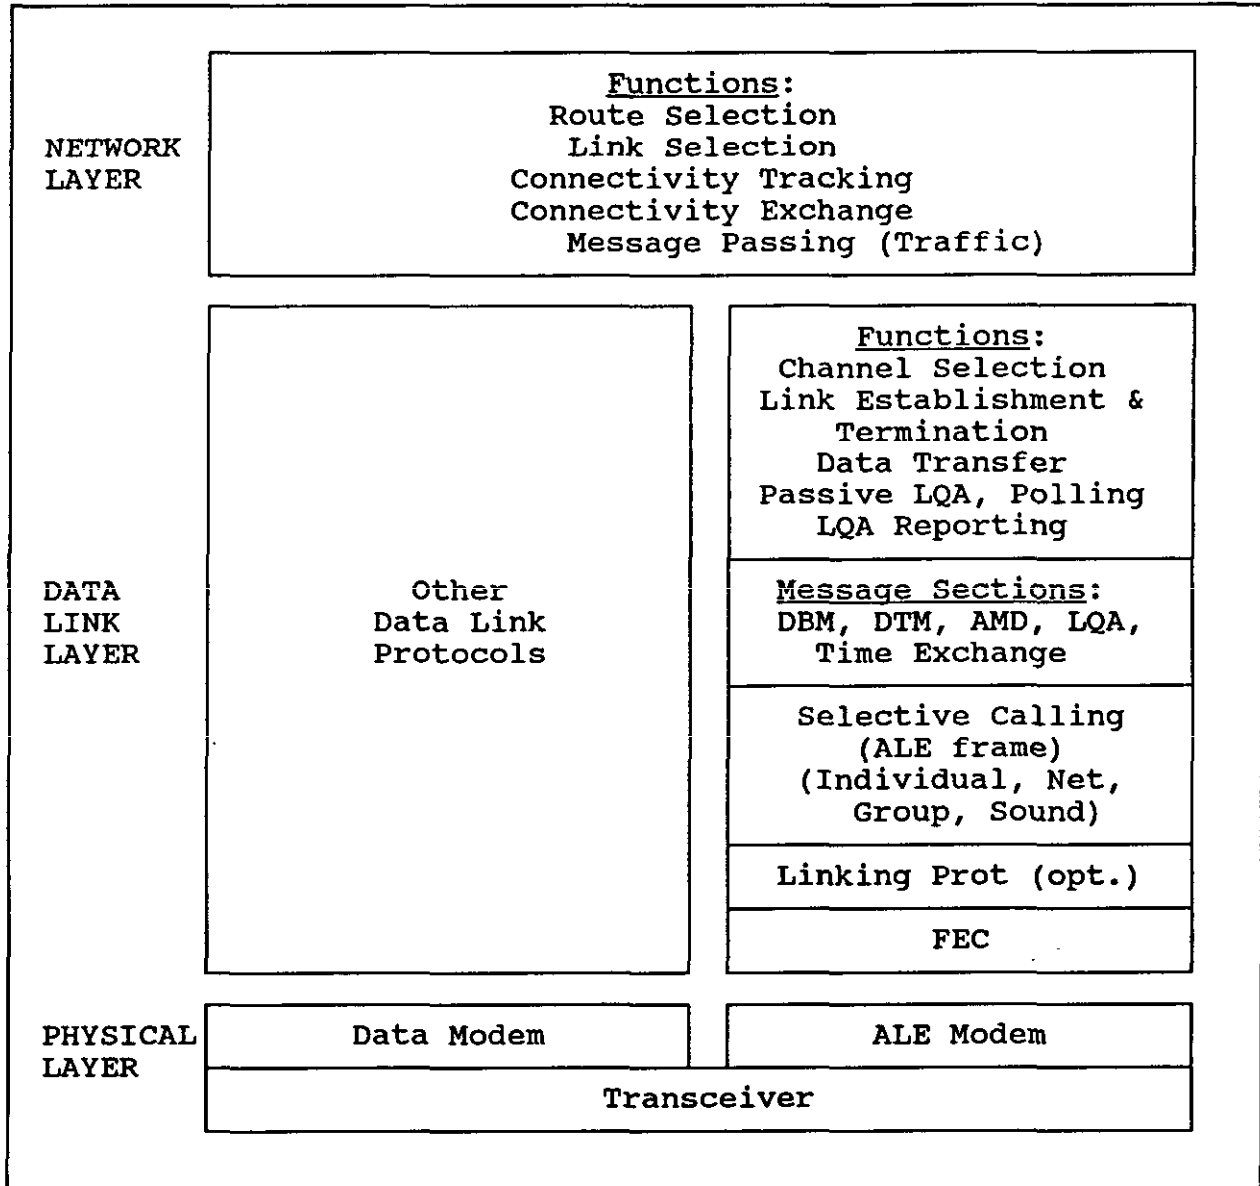 NETWORK
LAYER
Functions:
Route Selection
Link Selection
Connectivity Tracking
Connectivity Exchange
Message Passing (Traffic)
DATA
LINK
LAYER
Other
Data Link
Protocols
Functions:
Channel Selection
Link Establishment &
Termination
Data Transfer
Passive LQA, Polling
LQA Reporting
Message Sections:
DBM, DTM, AMD, LQA,
Time Exchange
Selective Calling
(ALE frame)
(Individual, Net,
Group, Sound)
Linking Prot (opt.)
FEC
PHYSICAL
LAYER
Data Modem
ALE Modem
Transceiver